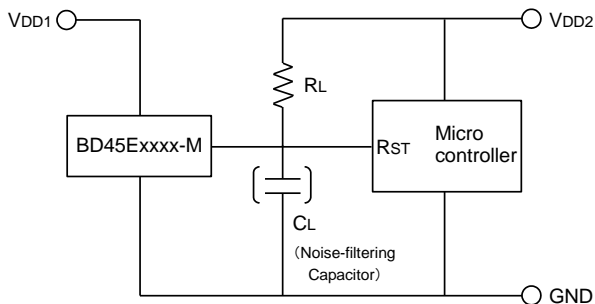 VDD1
VDD2
RL
BD45Exxxx-M
RST
Micro
controller
CL
（Noise-filtering
Capacitor）
GND